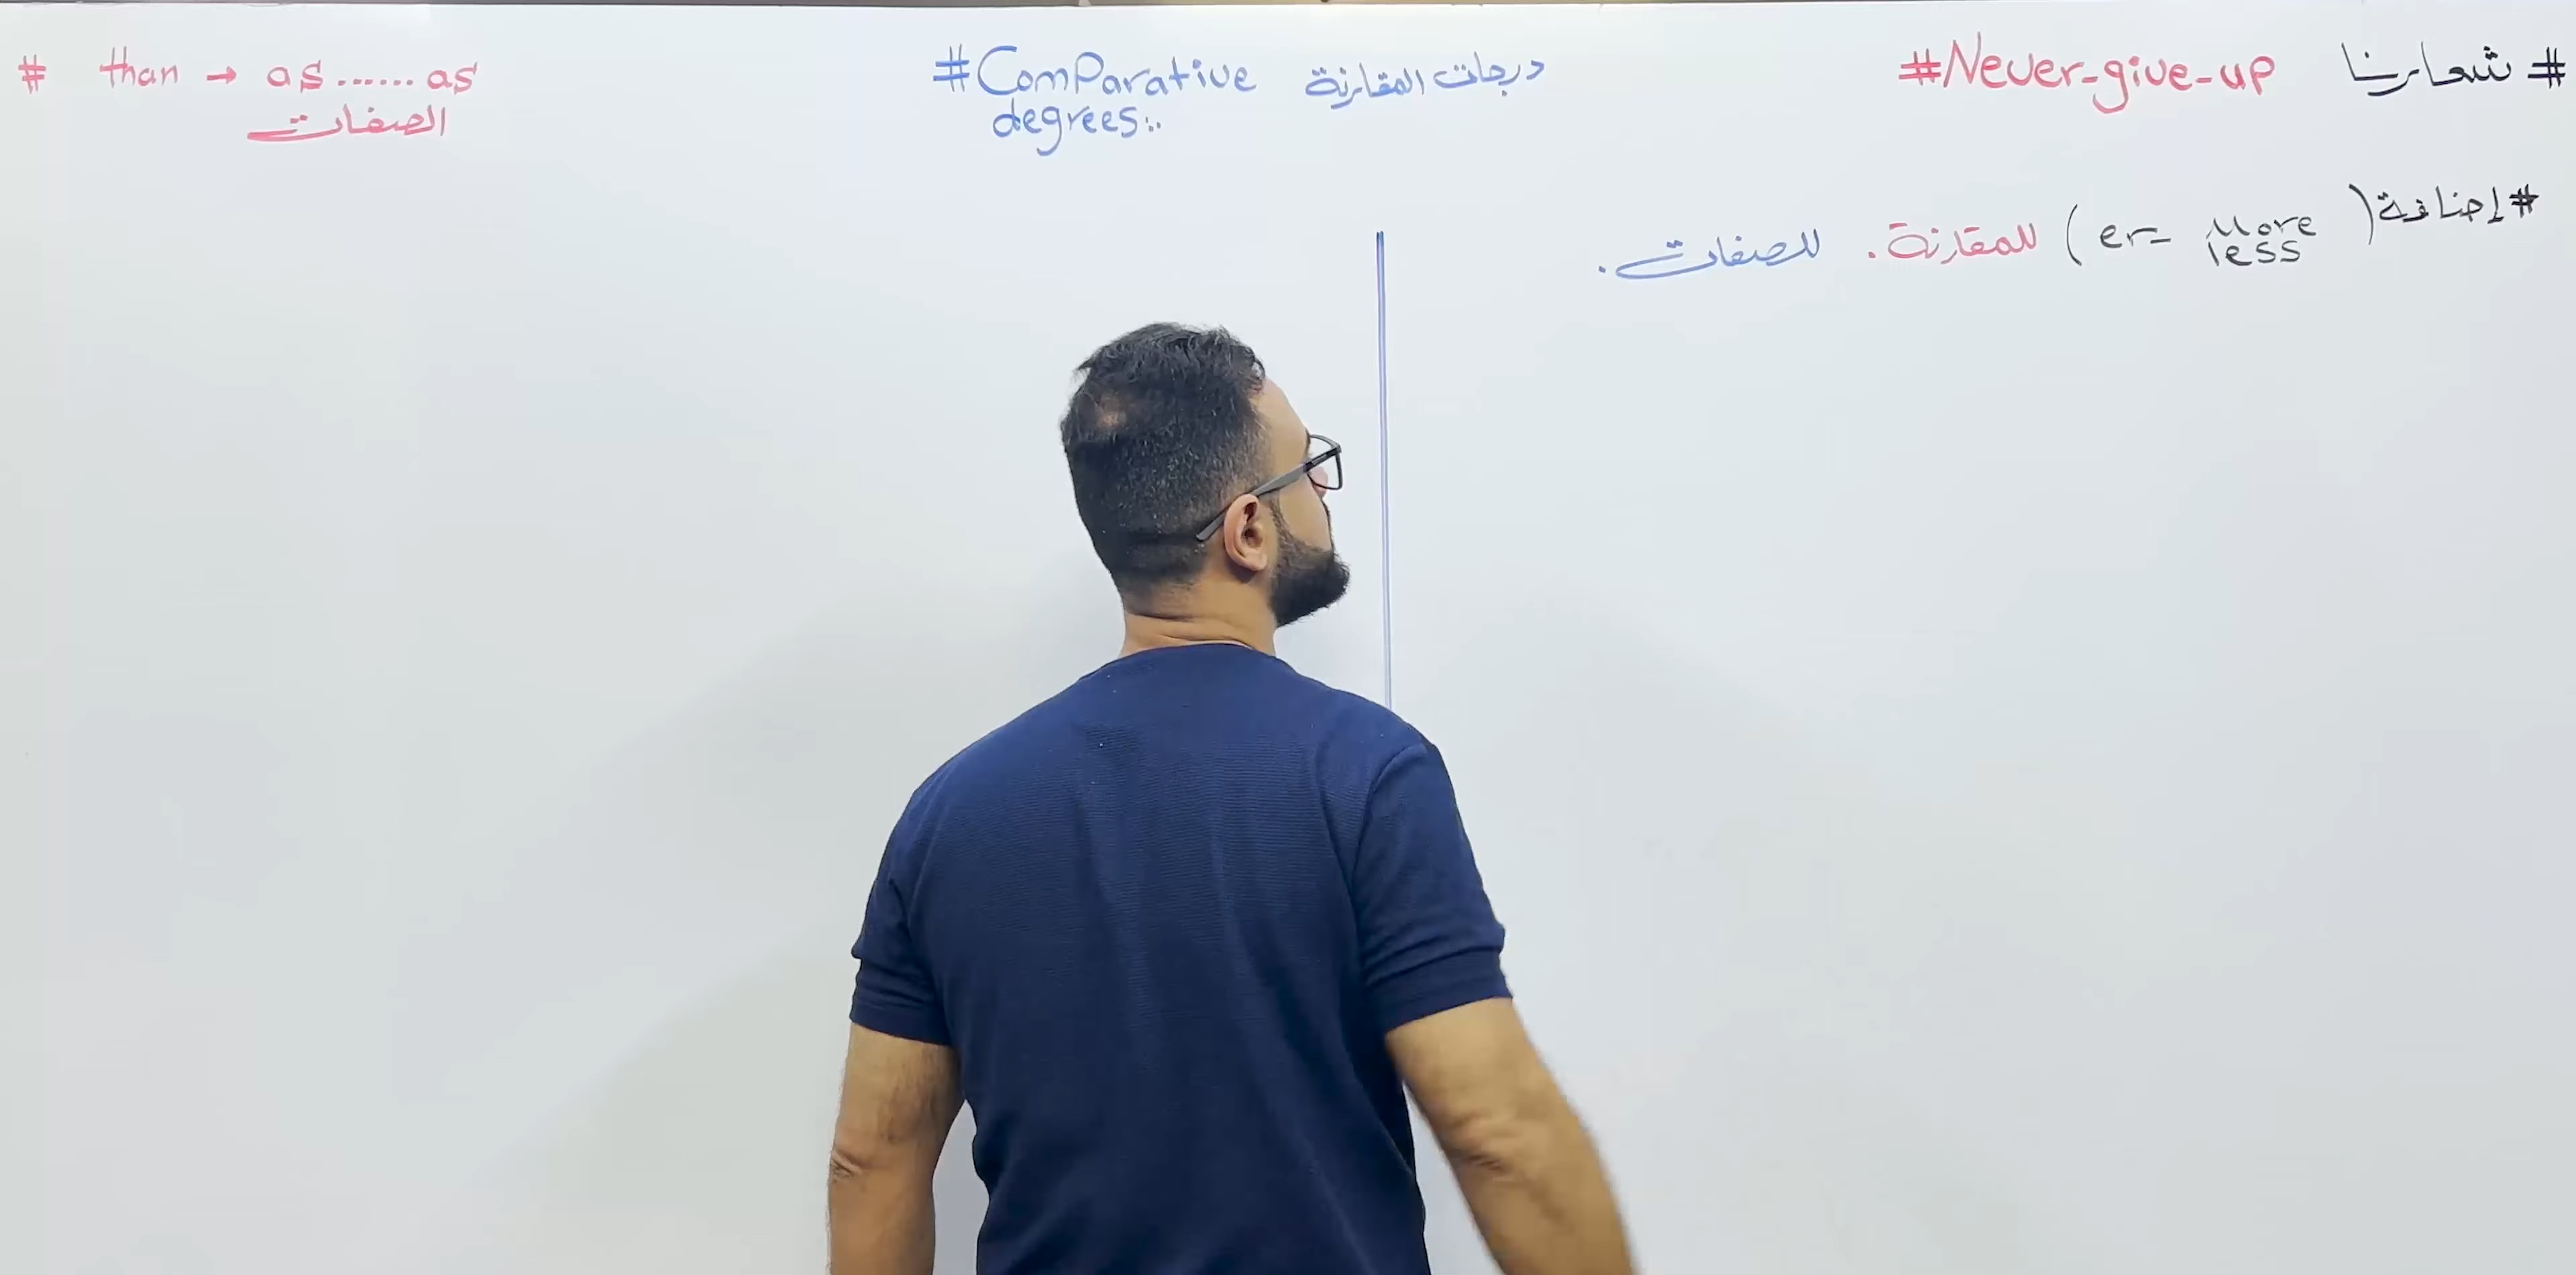 # شعارنا #Never-give-up
#ComParative درجات المقارنة
degrees:.
# than → as ...... as
الصفات
#إضافة (er- more less) للمقارنة. للصفات.